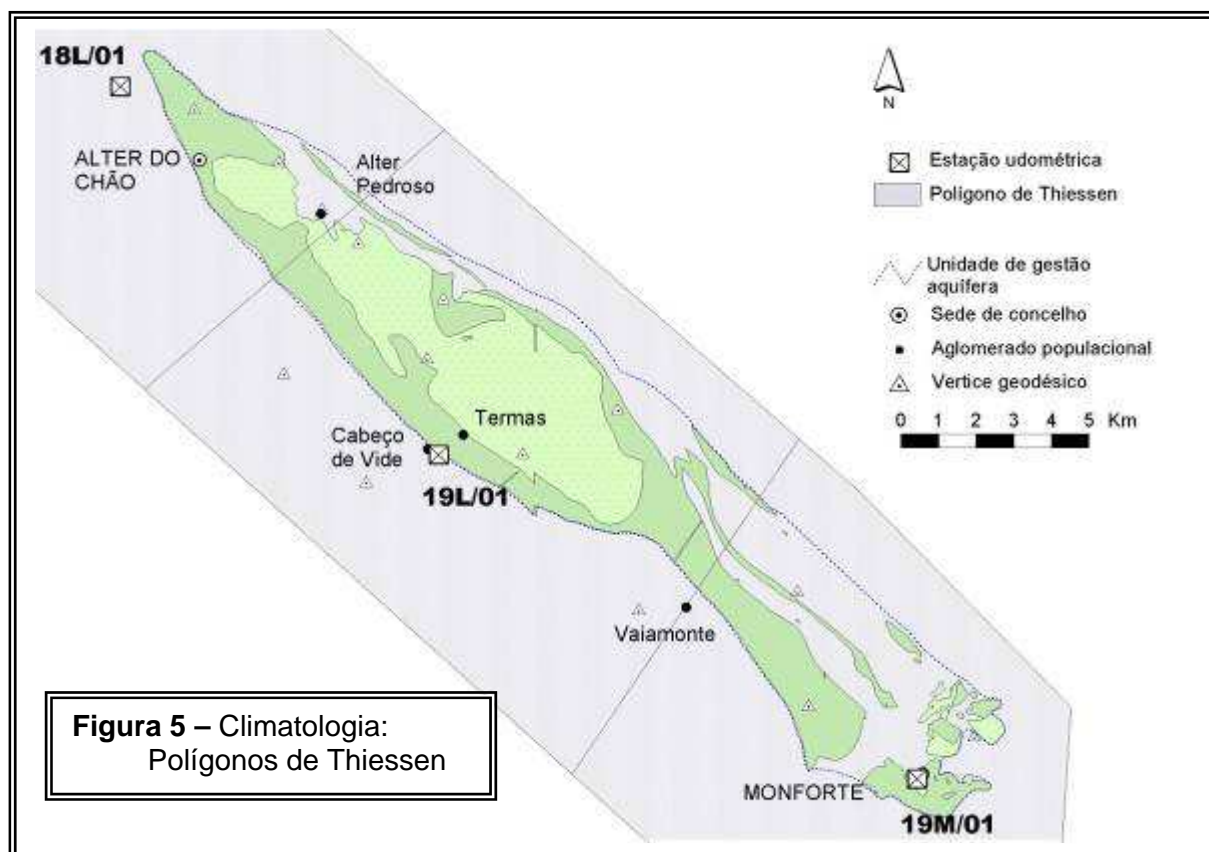 18L/01
ALTER DO
CHÃO
Alter
Pedroso
Termas
Cabeço
de Vide
19L/01
Vaiamonte
MONFORTE
19M/01
N
Estação udométrica
Polígono de Thiessen
Unidade de gestão
aquífera
Sede de concelho
Aglomerado populacional
Vertice geodésico
0 1 2 3 4 5 Km
Figura 5 – Climatologia:
Polígonos de Thiessen